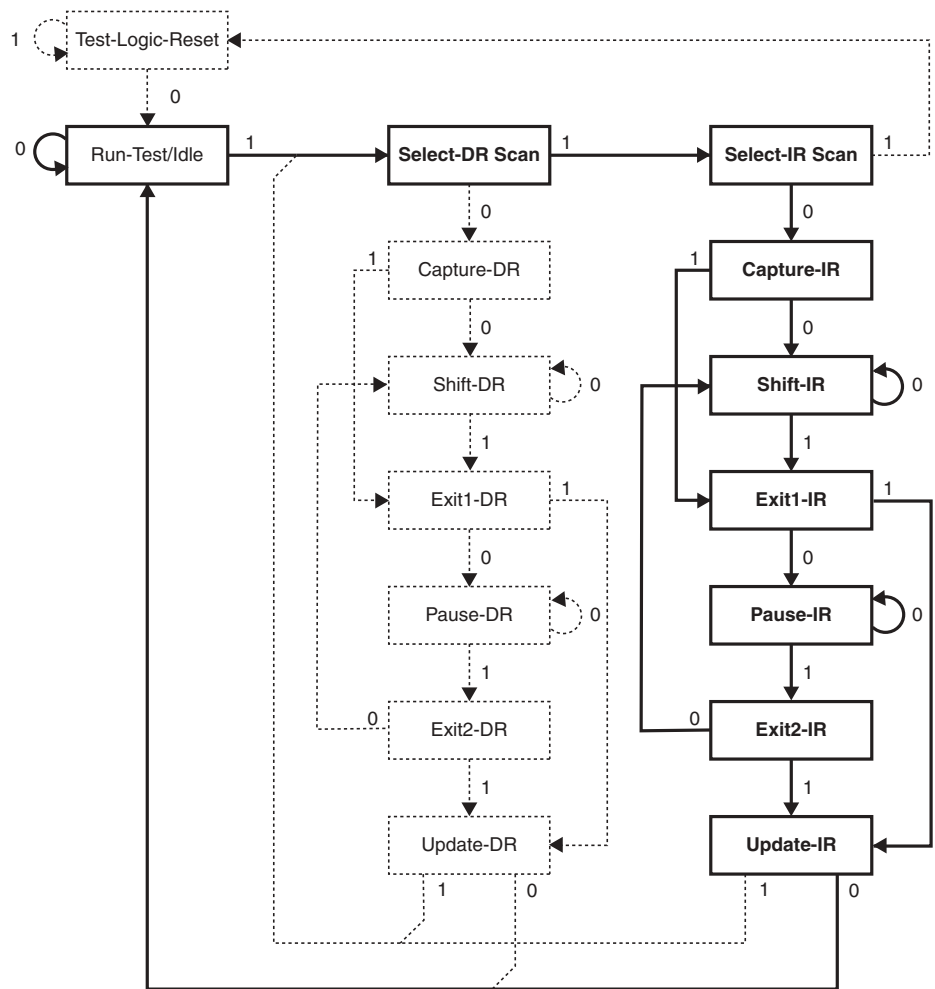 Test-Logic-Reset
1
0
0
Run-Test/Idle
1
Select-DR Scan
1
Select-IR Scan
1
0
0
1
Capture-DR
1
Capture-IR
0
0
Shift-DR
0
Shift-IR
0
1
1
Exit1-DR
1
Exit1-IR
1
0
0
Pause-DR
0
Pause-IR
0
1
1
0
Exit2-DR
0
Exit2-IR
1
1
Update-DR
Update-IR
1
0
1
0